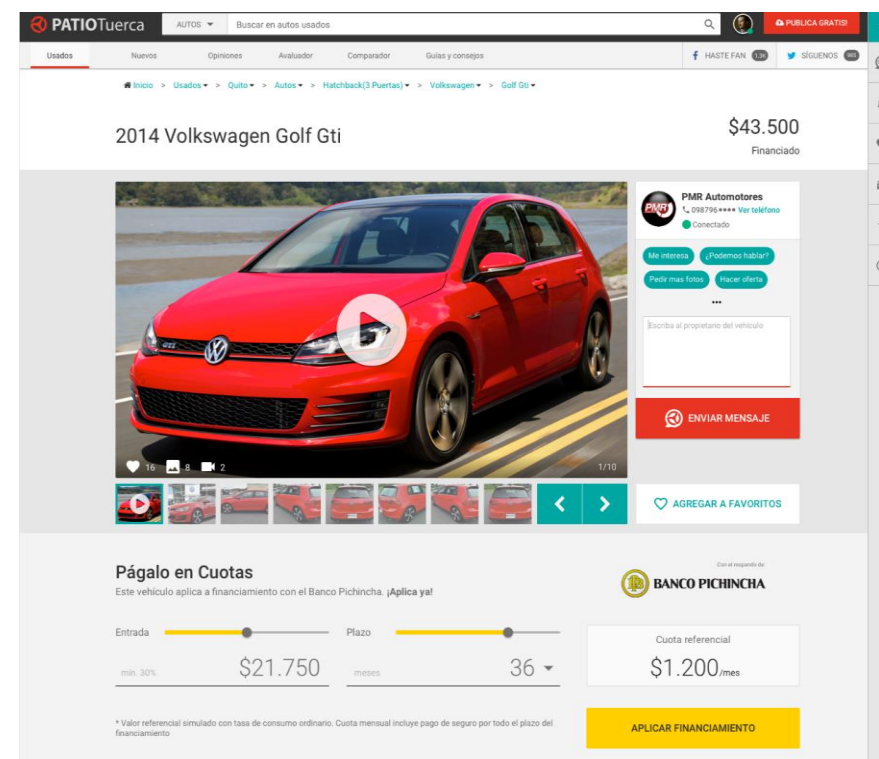 PATIOTuerca
AUTOS
Buscar en autos usados
PUBLICA GRATIS!
Usados
Nuevos
Opiniones
Avaluador
Comparador
Guías y consejos
HASTE FAN
SÍGUENOS
Inicio > Usados > Quito > Autos > Hatchback(3 Puertas) > Volkswagen > Golf Gti
2014 Volkswagen Golf Gti
$43.500
Financiado
PMR
PMR Automotores
098796**** Ver teléfono
Conectado
Me interesa
¿Podemos hablar?
Pedir mas fotos
Hacer oferta
Escriba al propietario del vehículo
ENVIAR MENSAJE
GTI
16
8
2
1/10
AGREGAR A FAVORITOS
Págalo en Cuotas
Este vehículo aplica a financiamiento con el Banco Pichincha. ¡Aplica ya!
Con el respaldo de:
BANCO PICHINCHA
Entrada
min. 30%
$21.750
Plazo
meses
36
Cuota referencial
$1.200/mes
* Valor referencial simulado con tasa de consumo ordinario. Cuota mensual incluye pago de seguro por todo el plazo del
financiamiento
APLICAR FINANCIAMIENTO